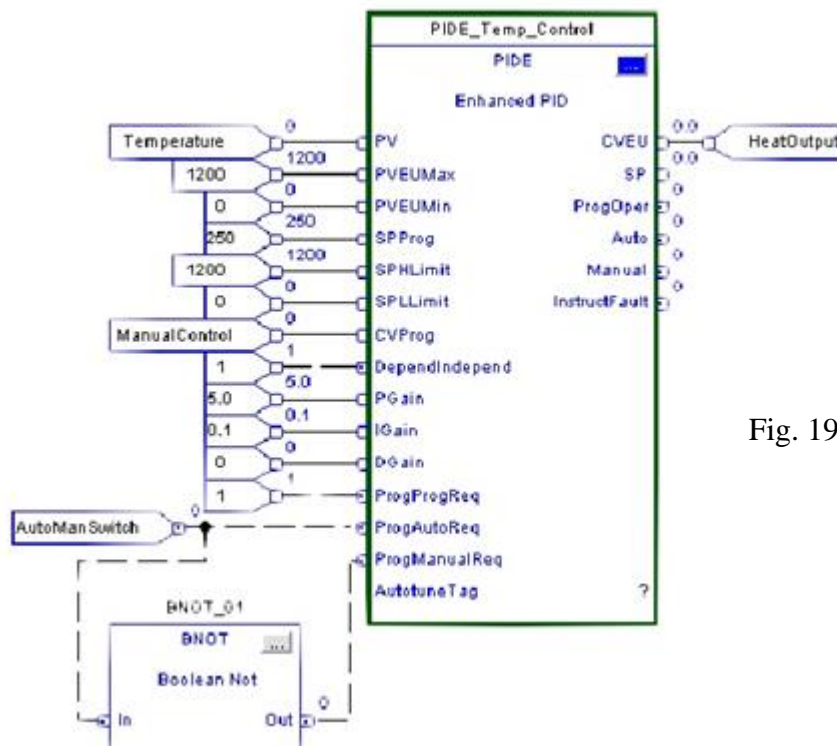 PIDE_Temp_Control
PIDE
...
Enhanced PID
Temperature 0 PV CVEU 0.0 HeatOutput
1200 1200 PVEUMax SP 0.0
0 0 PVEUMin ProgOper 0
250 250 SPProg Auto 0
1200 1200 SPHLimit Manual 0
0 0 SPLLimit InstructFault 0
ManualControl 0 CVProg
1 1 DependIndepend
5.0 5.0 PGain
0.1 0.1 IGain
0 0 DGain
1 1 ProgProgReq
AutoManSwitch 0 ProgAutoReq
ProgManualReq
AutotuneTag ?
BNOT_01
BNOT
...
Boolean Not
In Out 0
Fig. 19